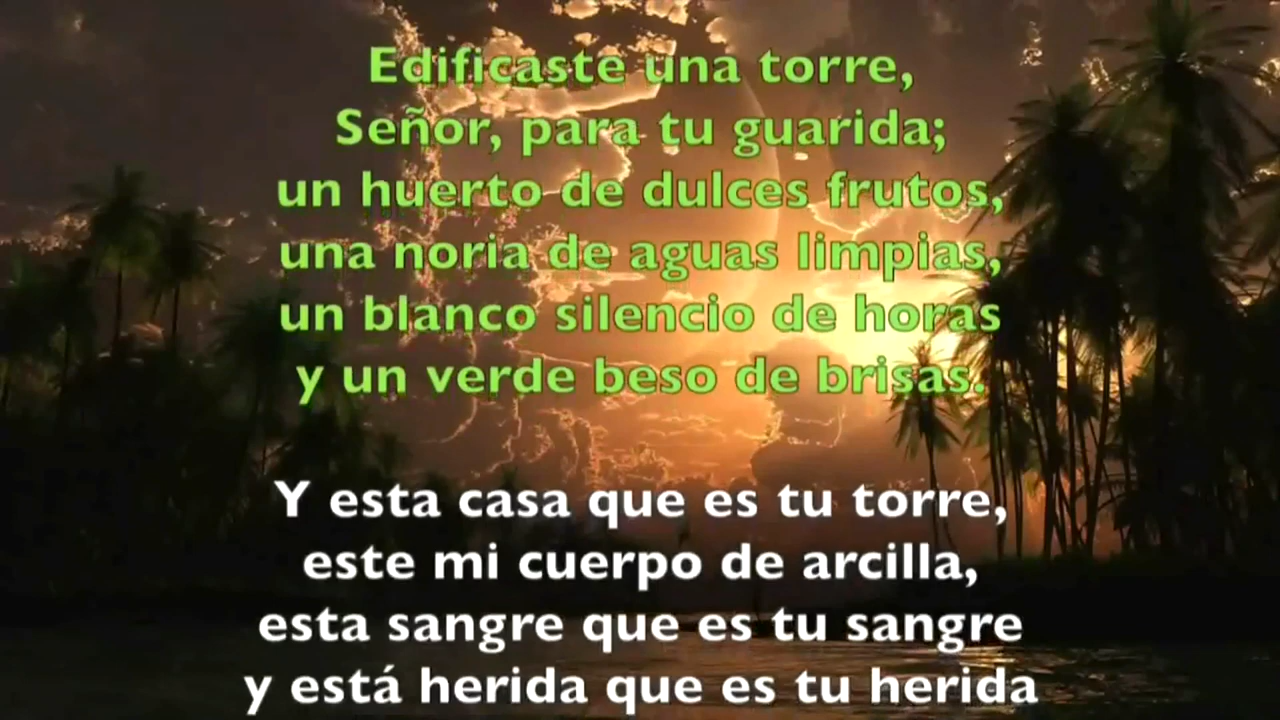 Edificaste una torre,
Señor, para tu guarida;
un huerto de dulces frutos,
una noria de aguas limpias,
un blanco silencio de horas
y un verde beso de brisas.
Y esta casa que es tu torre,
este mi cuerpo de arcilla,
esta sangre que es tu sangre
y está herida que es tu herida